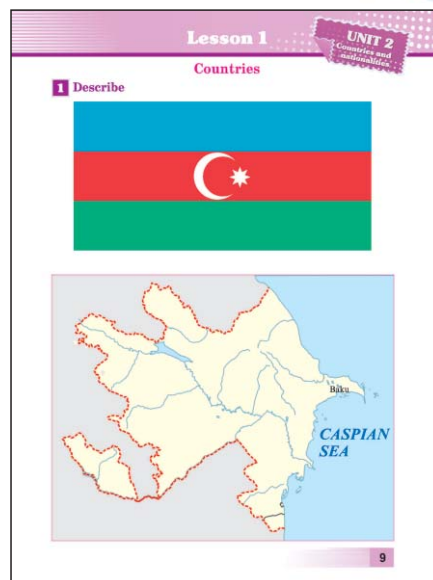 Lesson 1
UNIT 2
Countries and
nationalities
Countries
1 Describe
Baku
CASPIAN
SEA
9